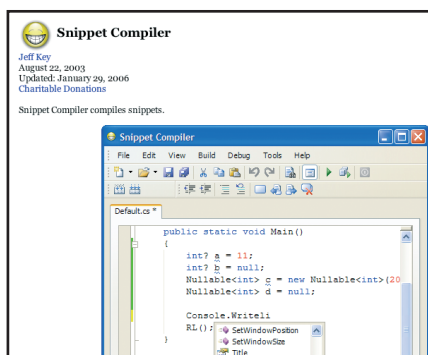 Snippet Compiler
Jeff Key
August 22, 2003
Updated: January 29, 2006
Charitable Donations
Snippet Compiler compiles snippets.
Snippet Compiler
File Edit View Build Debug Tools Help
Default.cs *
public static void Main()
{
int? a = 11;
int? b = null;
Nullable<int> c = new Nullable<int>(20
Nullable<int> d = null;
Console.Writeli
RL();
SetWindowPosition
SetWindowSize
}
Title